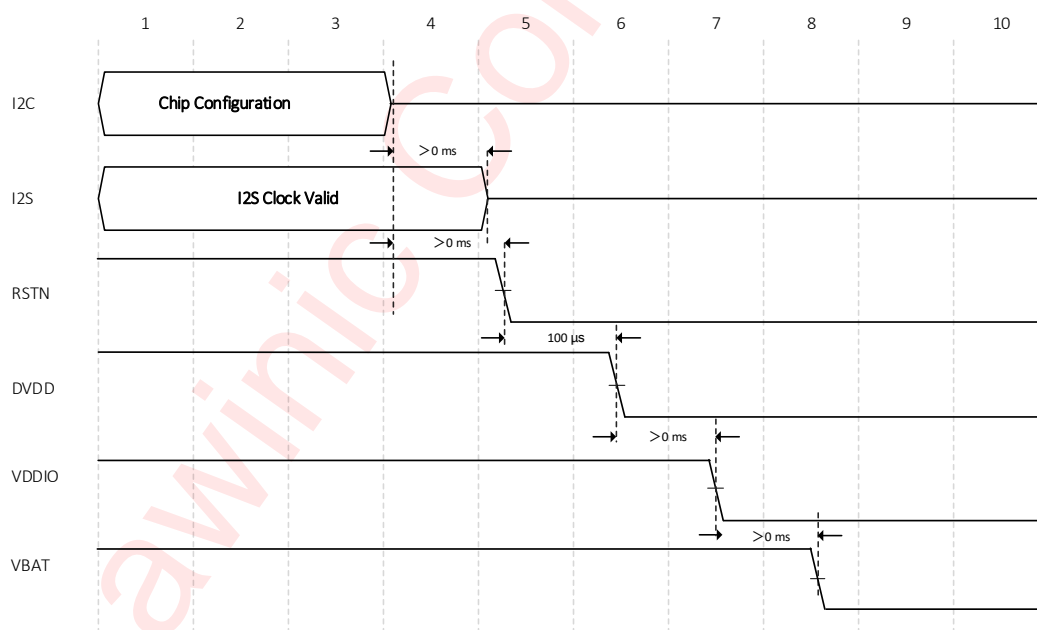 1 2 3 4 5 6 7 8 9 10
I2C
Chip Configuration
>0 ms
I2S
I2S Clock Valid
>0 ms
RSTN
100 μs
DVDD
>0 ms
VDDIO
>0 ms
VBAT
awinic Con